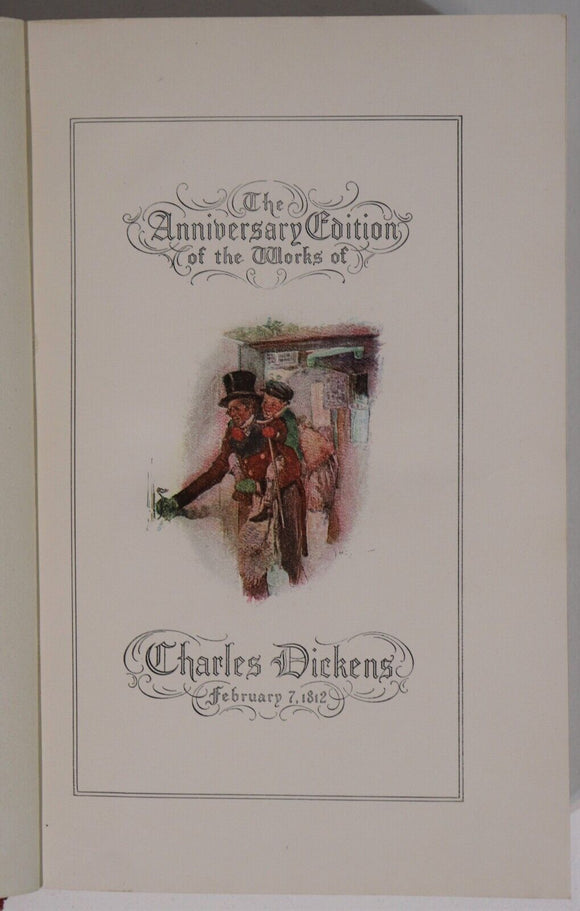 The
Anniversary Edition
of the Works of
Charles Dickens
February 7, 1812